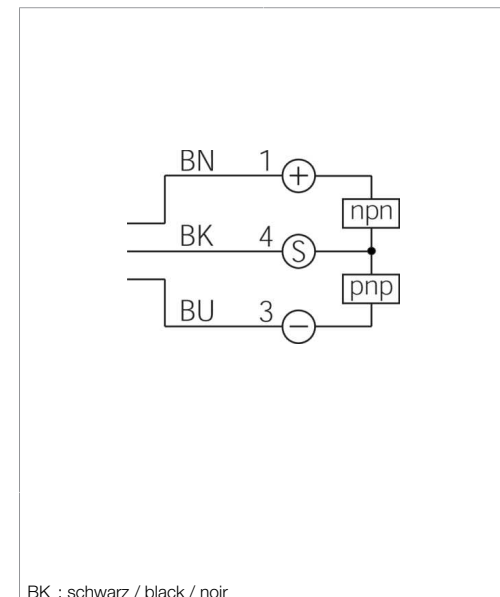 BN 1 +
npn
BK 4 S
pnp
BU 3 −
BK : schwarz / black / noir